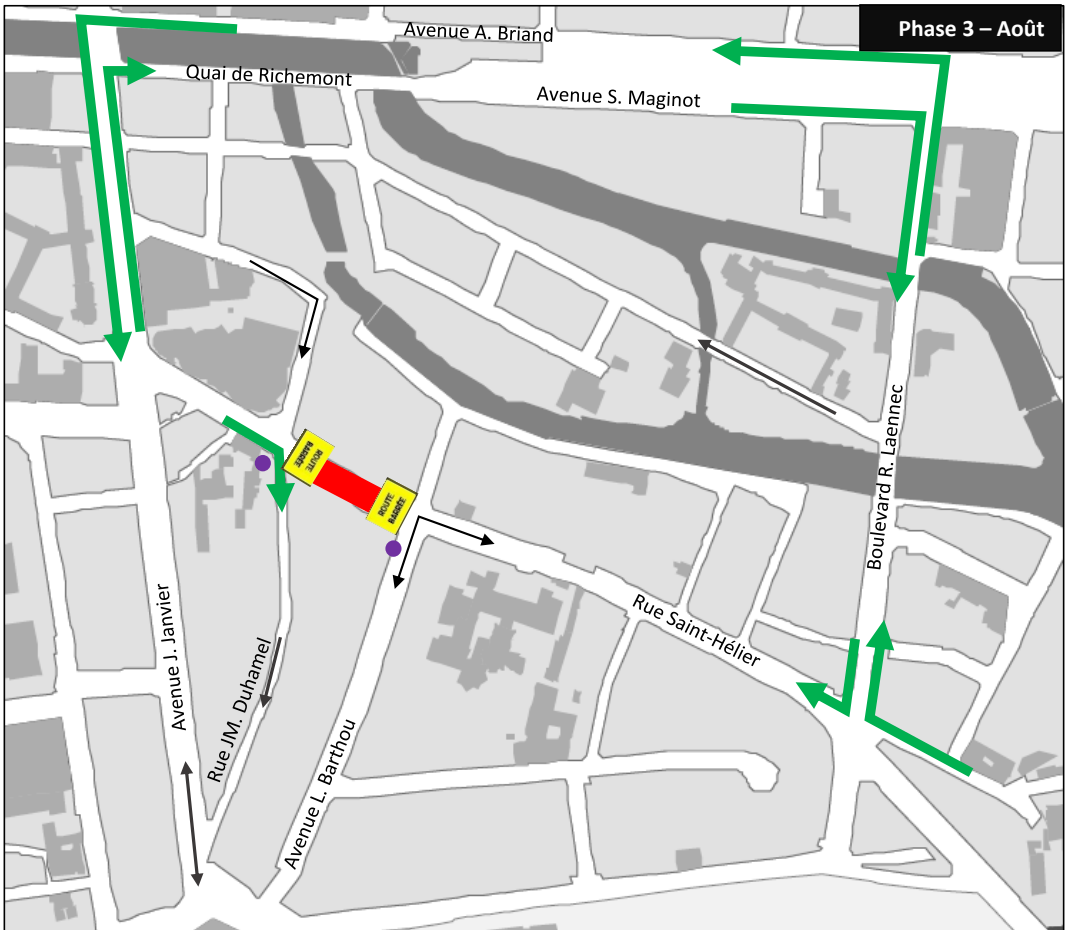 Phase 3 – Août
Avenue A. Briand
Quai de Richemont
Avenue S. Maginot
Boulevard R. Laennec
ROUTE
BARRÉE
ROUTE
BARRÉE
Rue Saint-Hélier
Avenue J. Janvier
Rue JM. Duhamel
Avenue L. Barthou